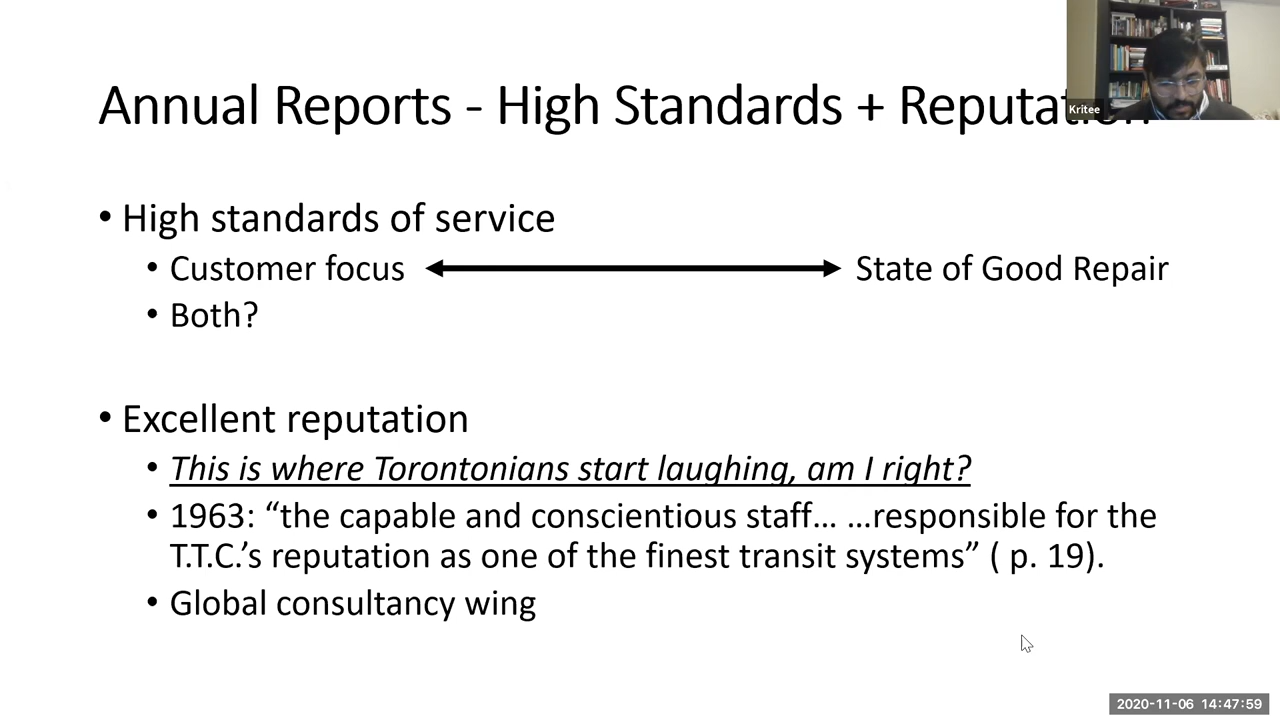 Annual Reports - High Standards + Reputation
Kritee
• High standards of service
• Customer focus State of Good Repair
• Both?
• Excellent reputation
• This is where Torontonians start laughing, am I right?
• 1963: “the capable and conscientious staff… …responsible for the
T.T.C.’s reputation as one of the finest transit systems” ( p. 19).
• Global consultancy wing
2020-11-06 14:47:59